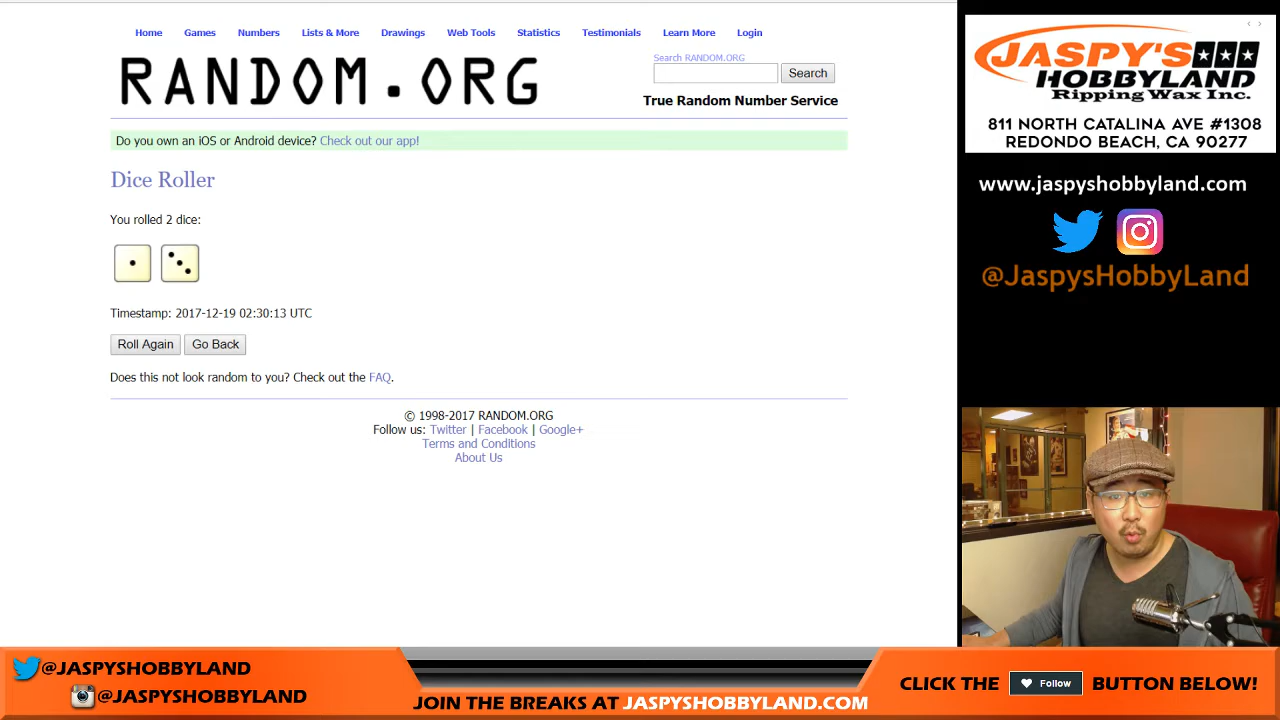 Home Games Numbers Lists & More Drawings Web Tools Statistics Testimonials Learn More Login
RANDOM.ORG
Search RANDOM.ORG
Search
True Random Number Service
Do you own an iOS or Android device? Check out our app!
Dice Roller
You rolled 2 dice:
Timestamp: 2017-12-19 02:30:13 UTC
Roll Again Go Back
Does this not look random to you? Check out the FAQ.
© 1998-2017 RANDOM.ORG
Follow us: Twitter | Facebook | Google+
Terms and Conditions
About Us
JASPY'S
HOBBYLAND
Ripping Wax Inc.
811 NORTH CATALINA AVE #1308
REDONDO BEACH, CA 90277
www.jaspyshobbyland.com
@JaspysHobbyLand
@JASPYSHOBBYLAND
@JASPYSHOBBYLAND
JOIN THE BREAKS AT JASPYSHOBBYLAND.COM
CLICK THE Follow BUTTON BELOW!